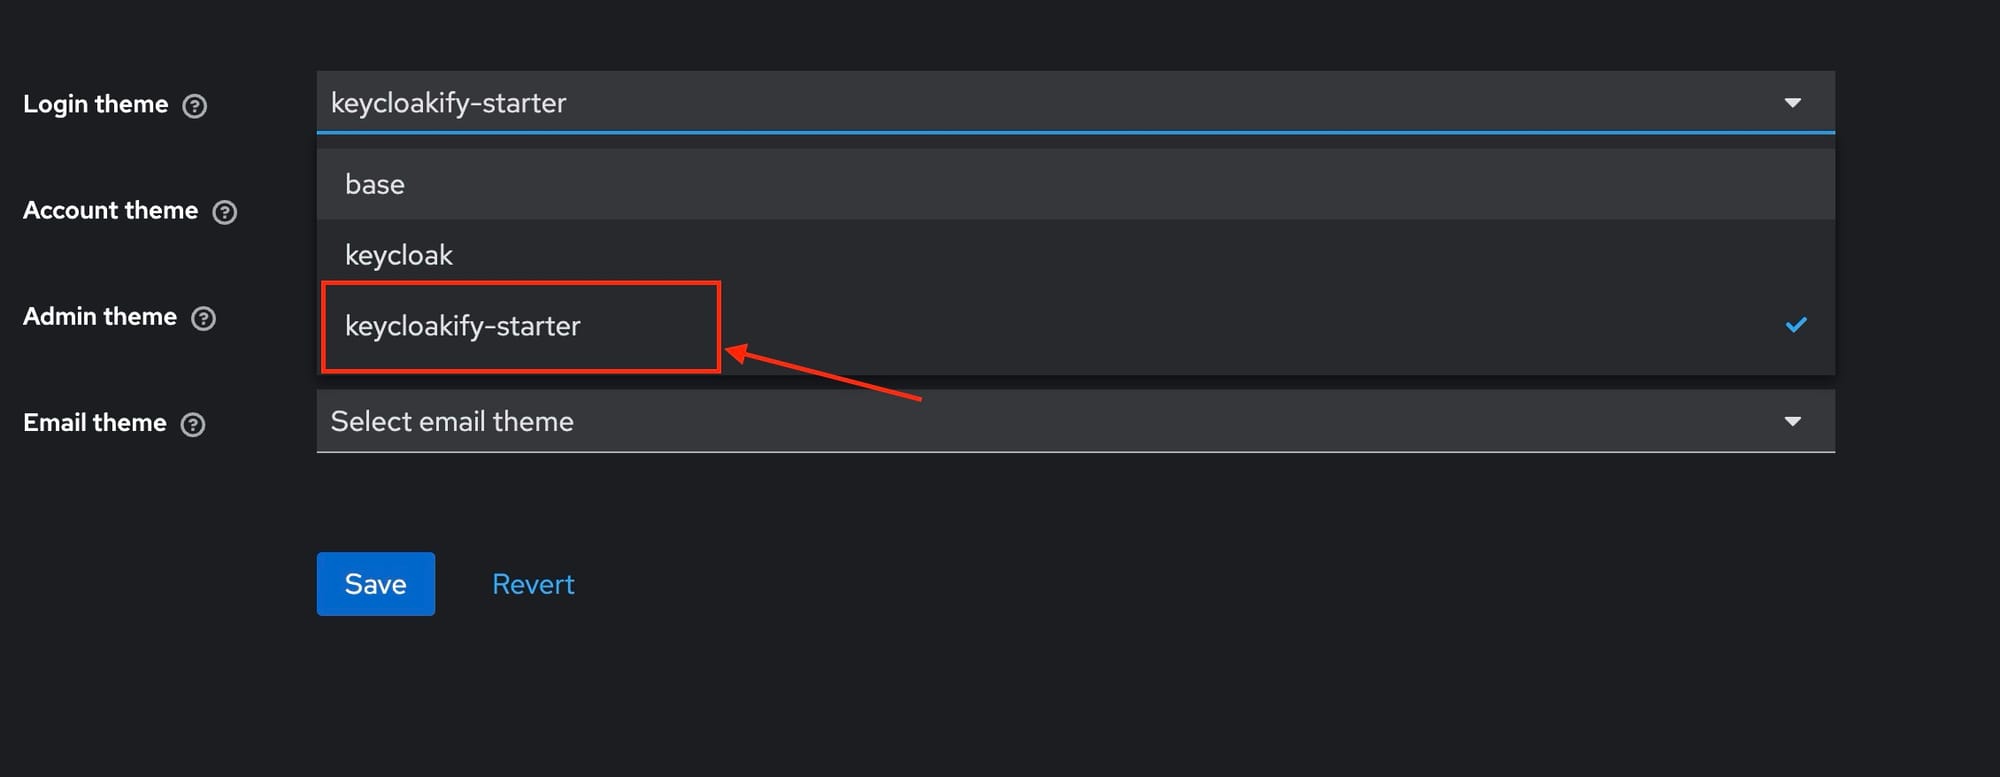 Login theme
keycloakify-starter
base
Account theme
keycloak
Admin theme
keycloakify-starter
Email theme
Select email theme
Save
Revert